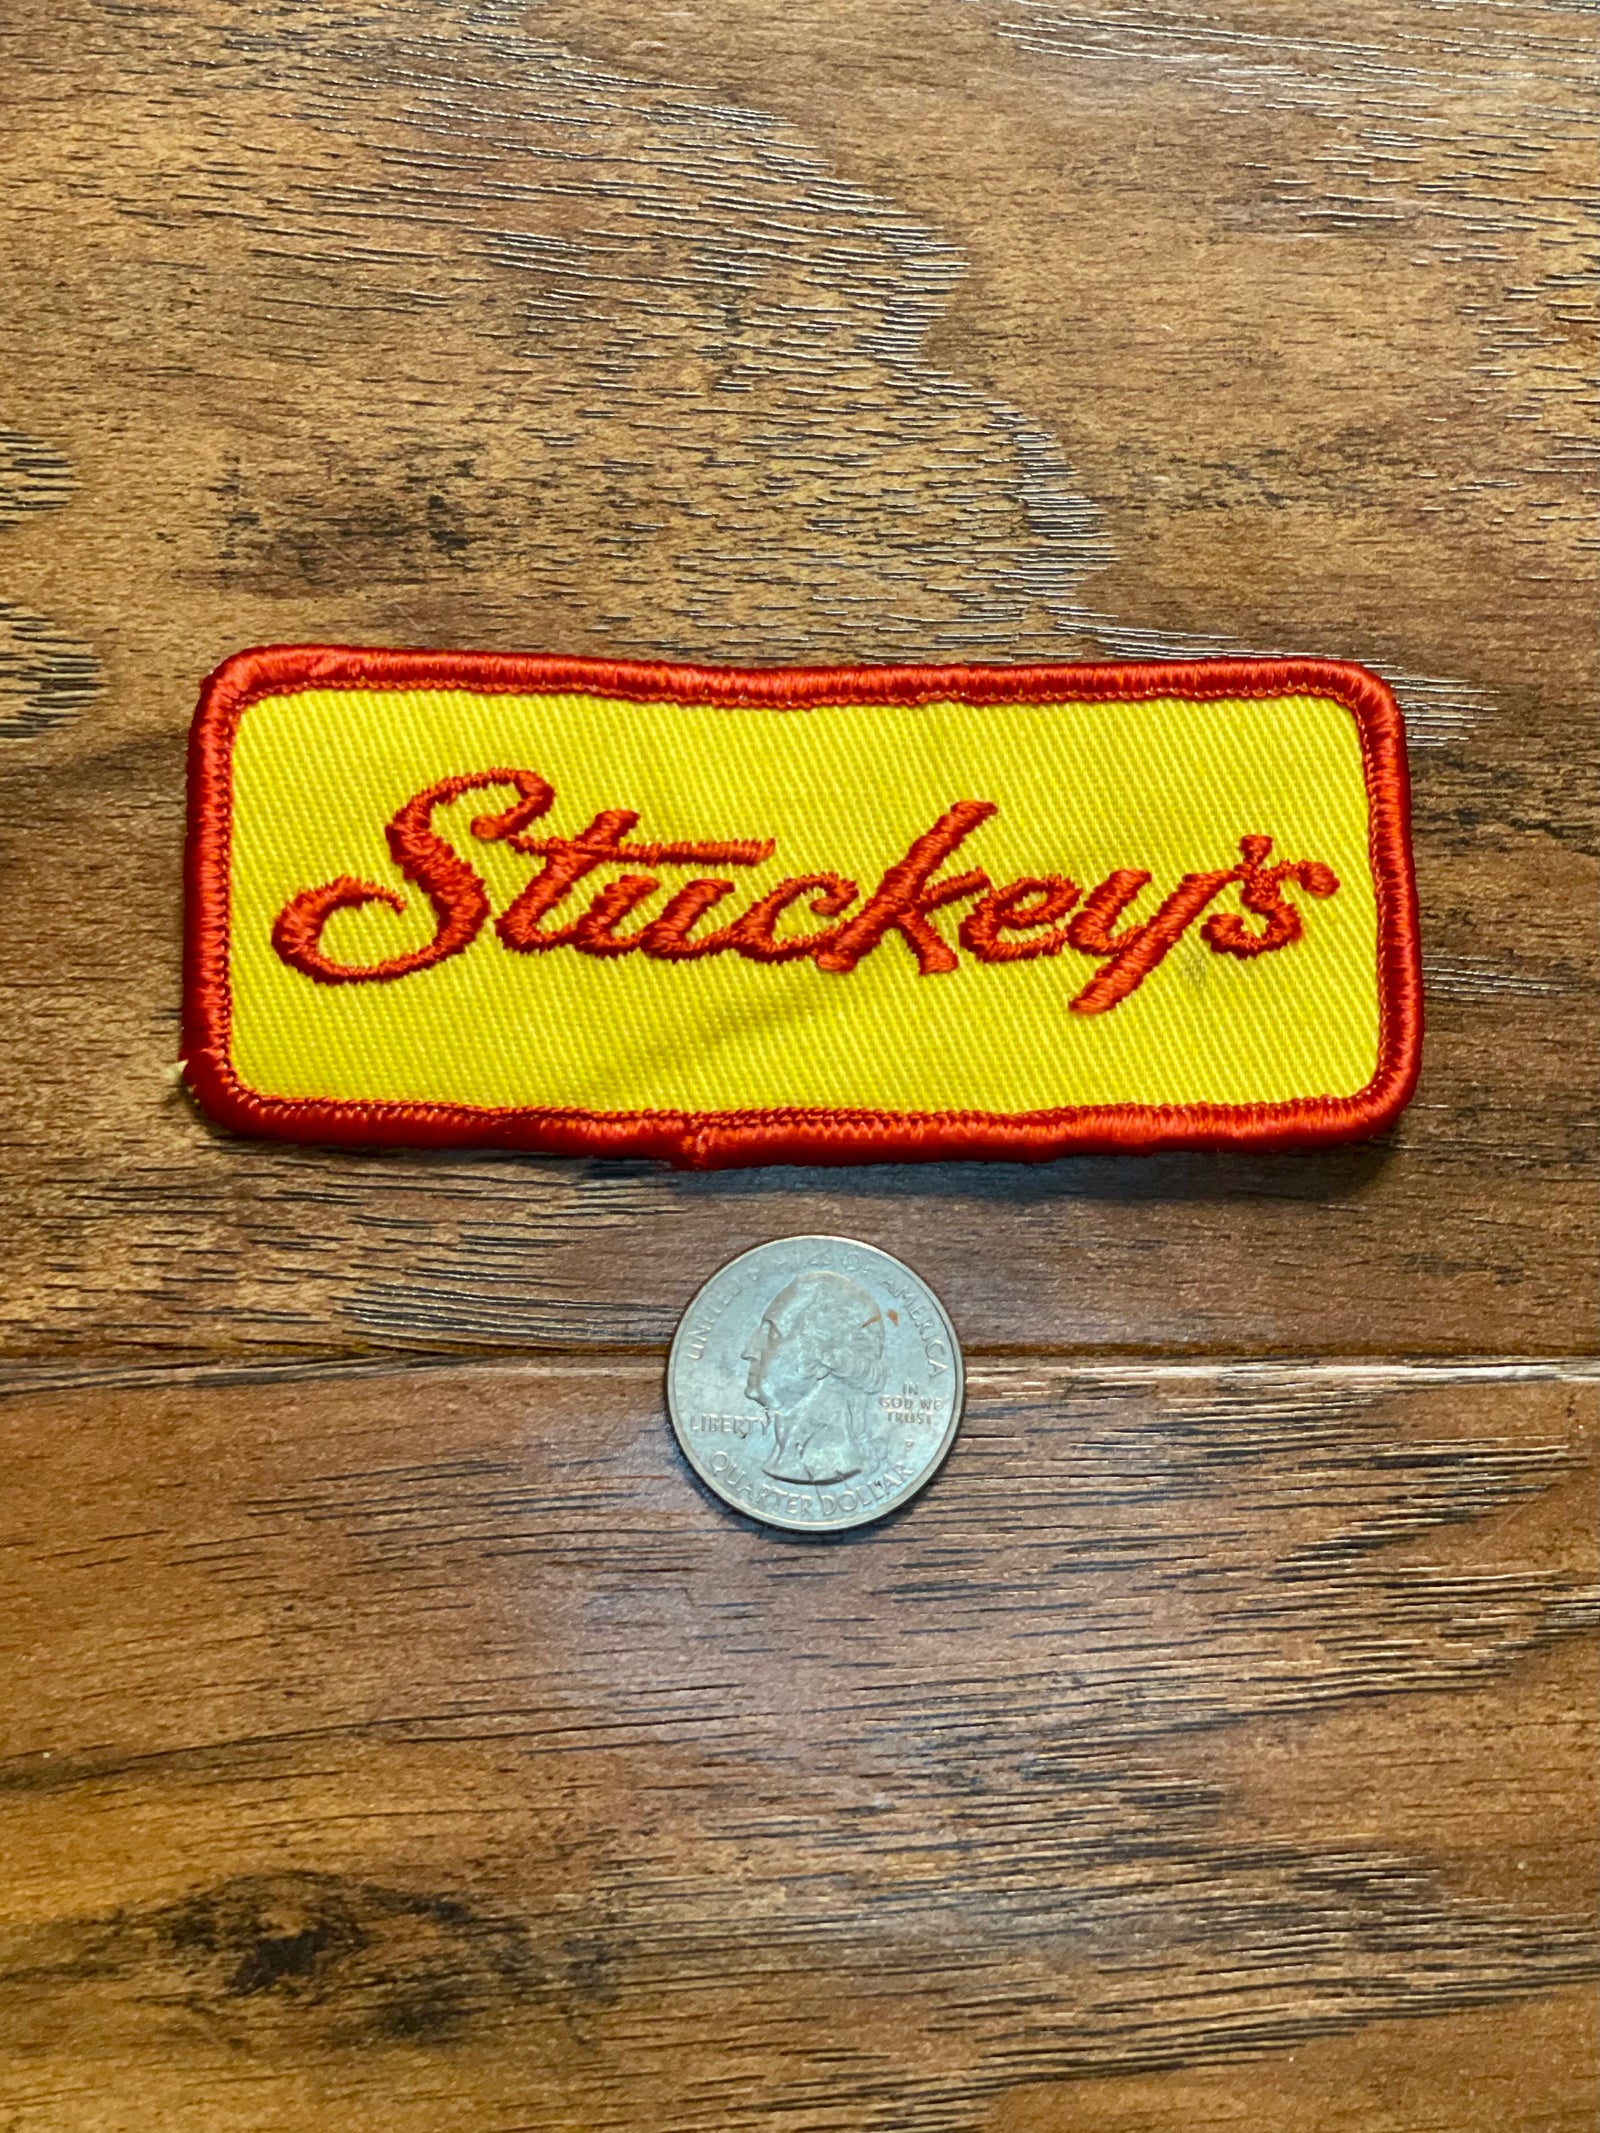 Stuckey's
UNITED STATES OF AMERICA
LIBERTY
IN
GOD WE
TRUST
P
QUARTER DOLLAR